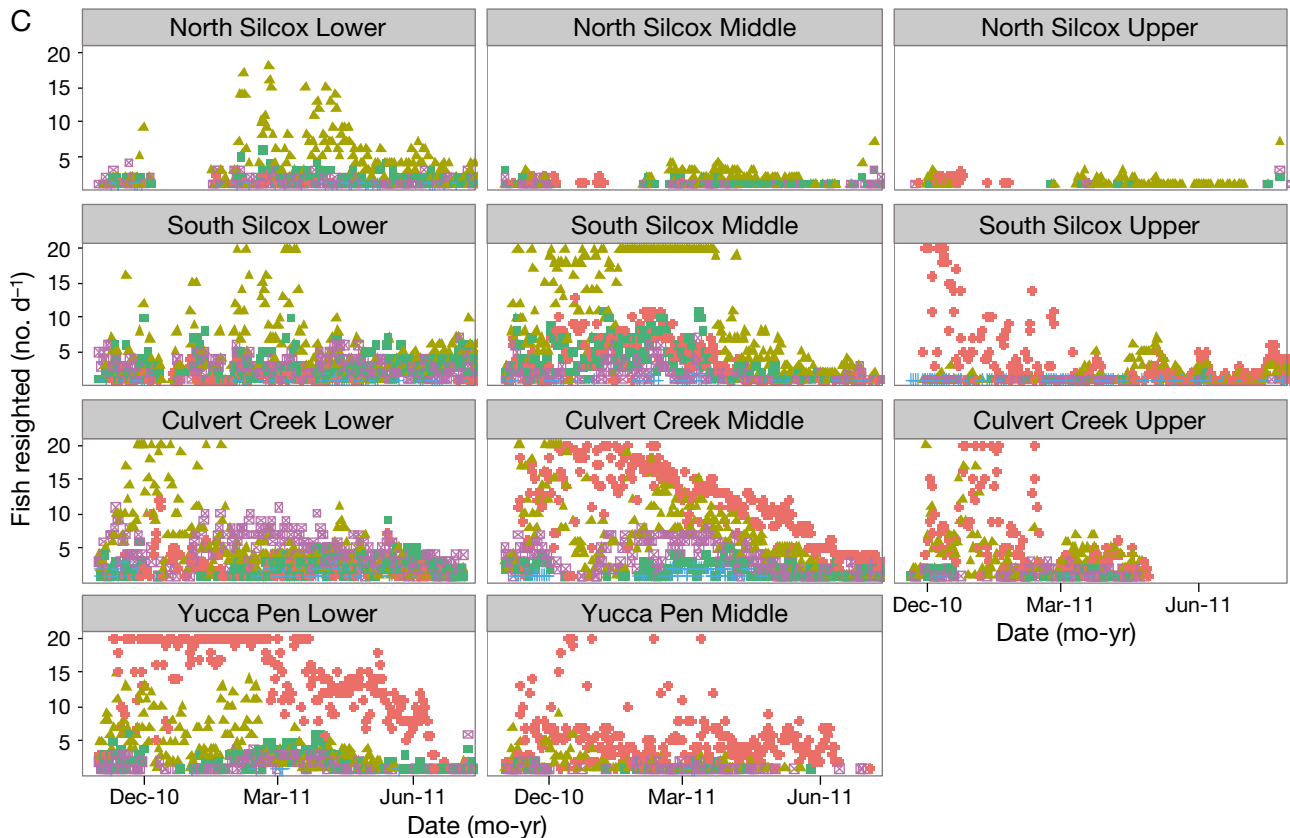 C
North Silcox Lower North Silcox Middle North Silcox Upper
20
15
10
5
South Silcox Lower South Silcox Middle South Silcox Upper
20
15
10
5
Fish resighted (no. d⁻¹)
Culvert Creek Lower Culvert Creek Middle Culvert Creek Upper
20
15
10
5
Dec-10 Mar-11 Jun-11
Date (mo-yr)
Yucca Pen Lower Yucca Pen Middle
20
15
10
5
Dec-10 Mar-11 Jun-11 Dec-10 Mar-11 Jun-11
Date (mo-yr)